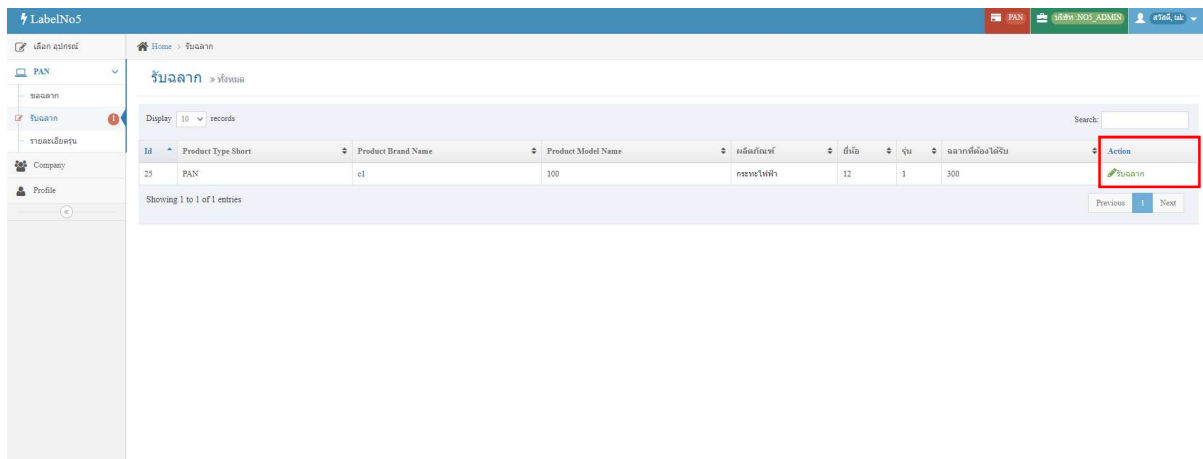 LabelNo5
PAN
บริษัท :NO5_ADMIN
สวัสดี, tak
เลือก อุปกรณ์
PAN
ขอฉลาก
รับฉลาก 1
รายละเอียดรุ่น
Company
Profile
Home > รับฉลาก
รับฉลาก » ทั้งหมด
Display 10 records
Search:
Id Product Type Short Product Brand Name Product Model Name ผลิตภัณฑ์ ยี่ห้อ รุ่น ฉลากที่ต้องได้รับ Action
25 PAN c1 100 กระทะไฟฟ้า 12 1 300 รับฉลาก
Showing 1 to 1 of 1 entries
Previous 1 Next